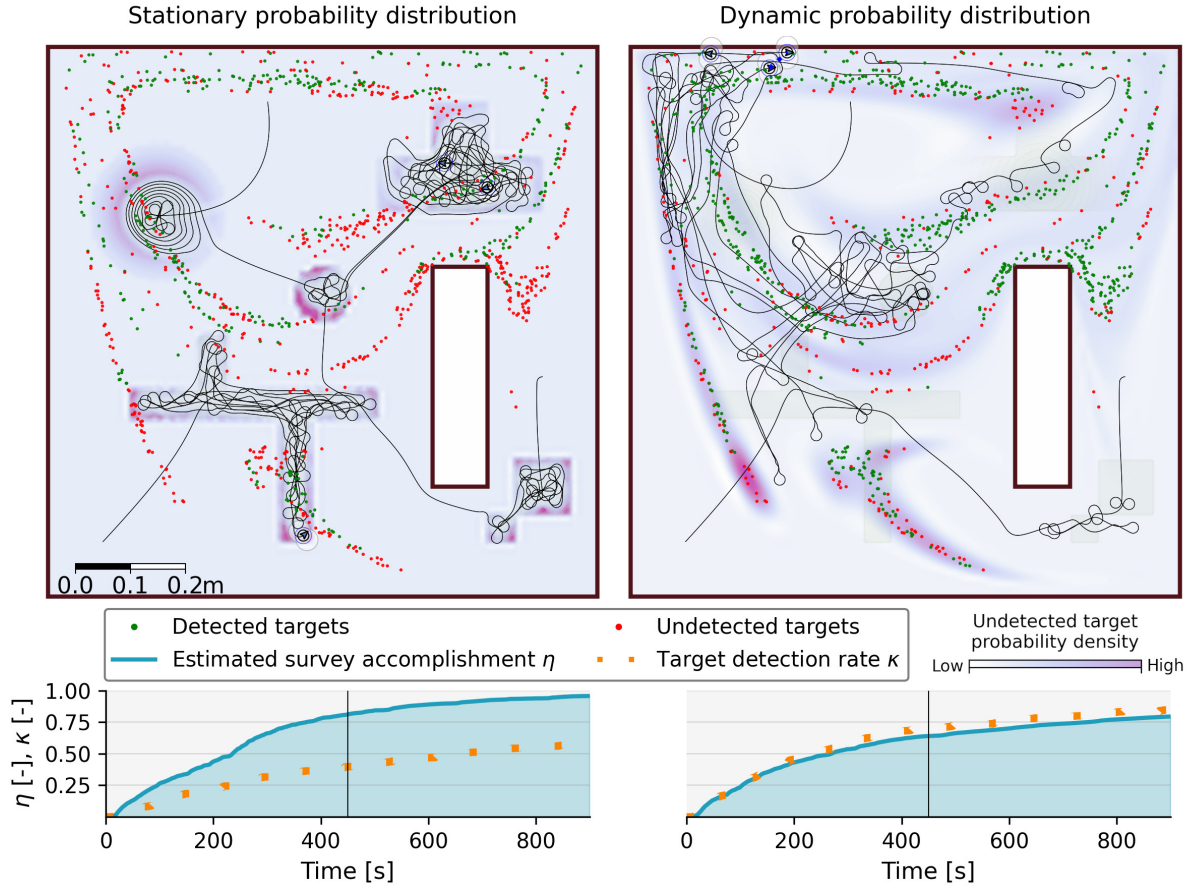 Stationary probability distribution
Dynamic probability distribution
0.0 0.1 0.2m
Detected targets
Undetected targets
Estimated survey accomplishment η
Target detection rate κ
Undetected target
probability density
Low
High
η [-], κ [-]
1.00
0.75
0.50
0.25
0 200 400 600 800
Time [s]
0 200 400 600 800
Time [s]